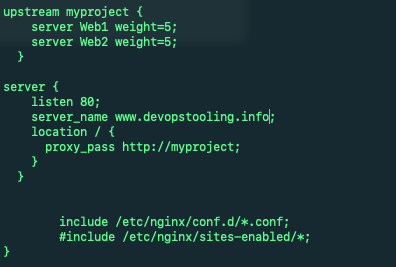 upstream myproject {
    server Web1 weight=5;
    server Web2 weight=5;
  }

server {
    listen 80;
    server_name www.devopstooling.info;
    location / {
      proxy_pass http://myproject;
    }
  }


        include /etc/nginx/conf.d/*.conf;
        #include /etc/nginx/sites-enabled/*;
}